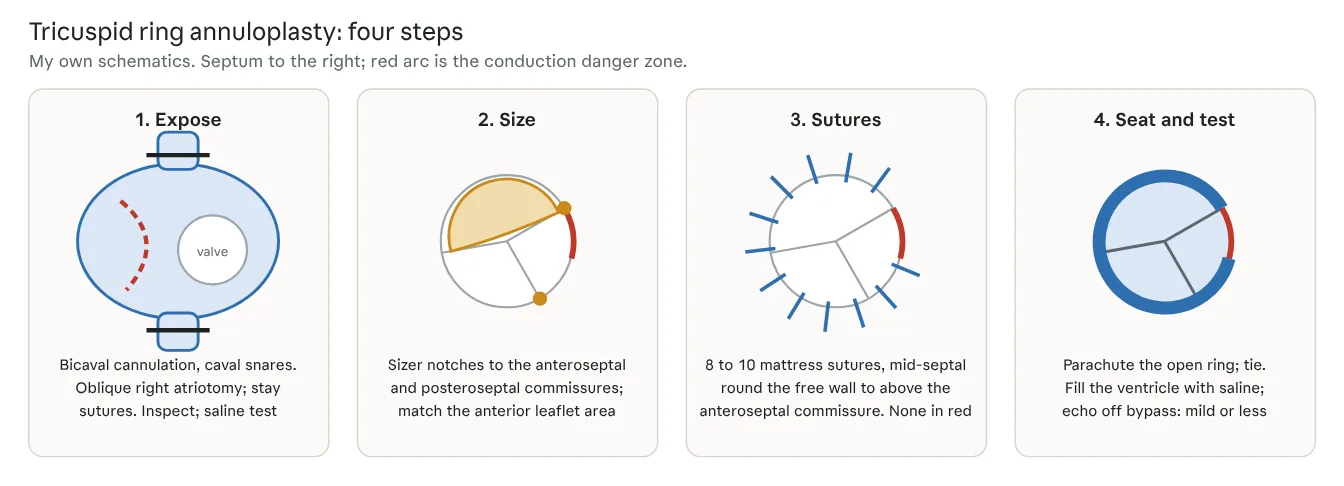 Tricuspid ring annuloplasty: four steps
My own schematics. Septum to the right; red arc is the conduction danger zone.
1. Expose
valve
Bicaval cannulation, caval snares.
Oblique right atriotomy; stay
sutures. Inspect; saline test
2. Size
Sizer notches to the anteroseptal
and posteroseptal commissures;
match the anterior leaflet area
3. Sutures
8 to 10 mattress sutures, mid-septal
round the free wall to above the
anteroseptal commissure. None in red
4. Seat and test
Parachute the open ring; tie.
Fill the ventricle with saline;
echo off bypass: mild or less